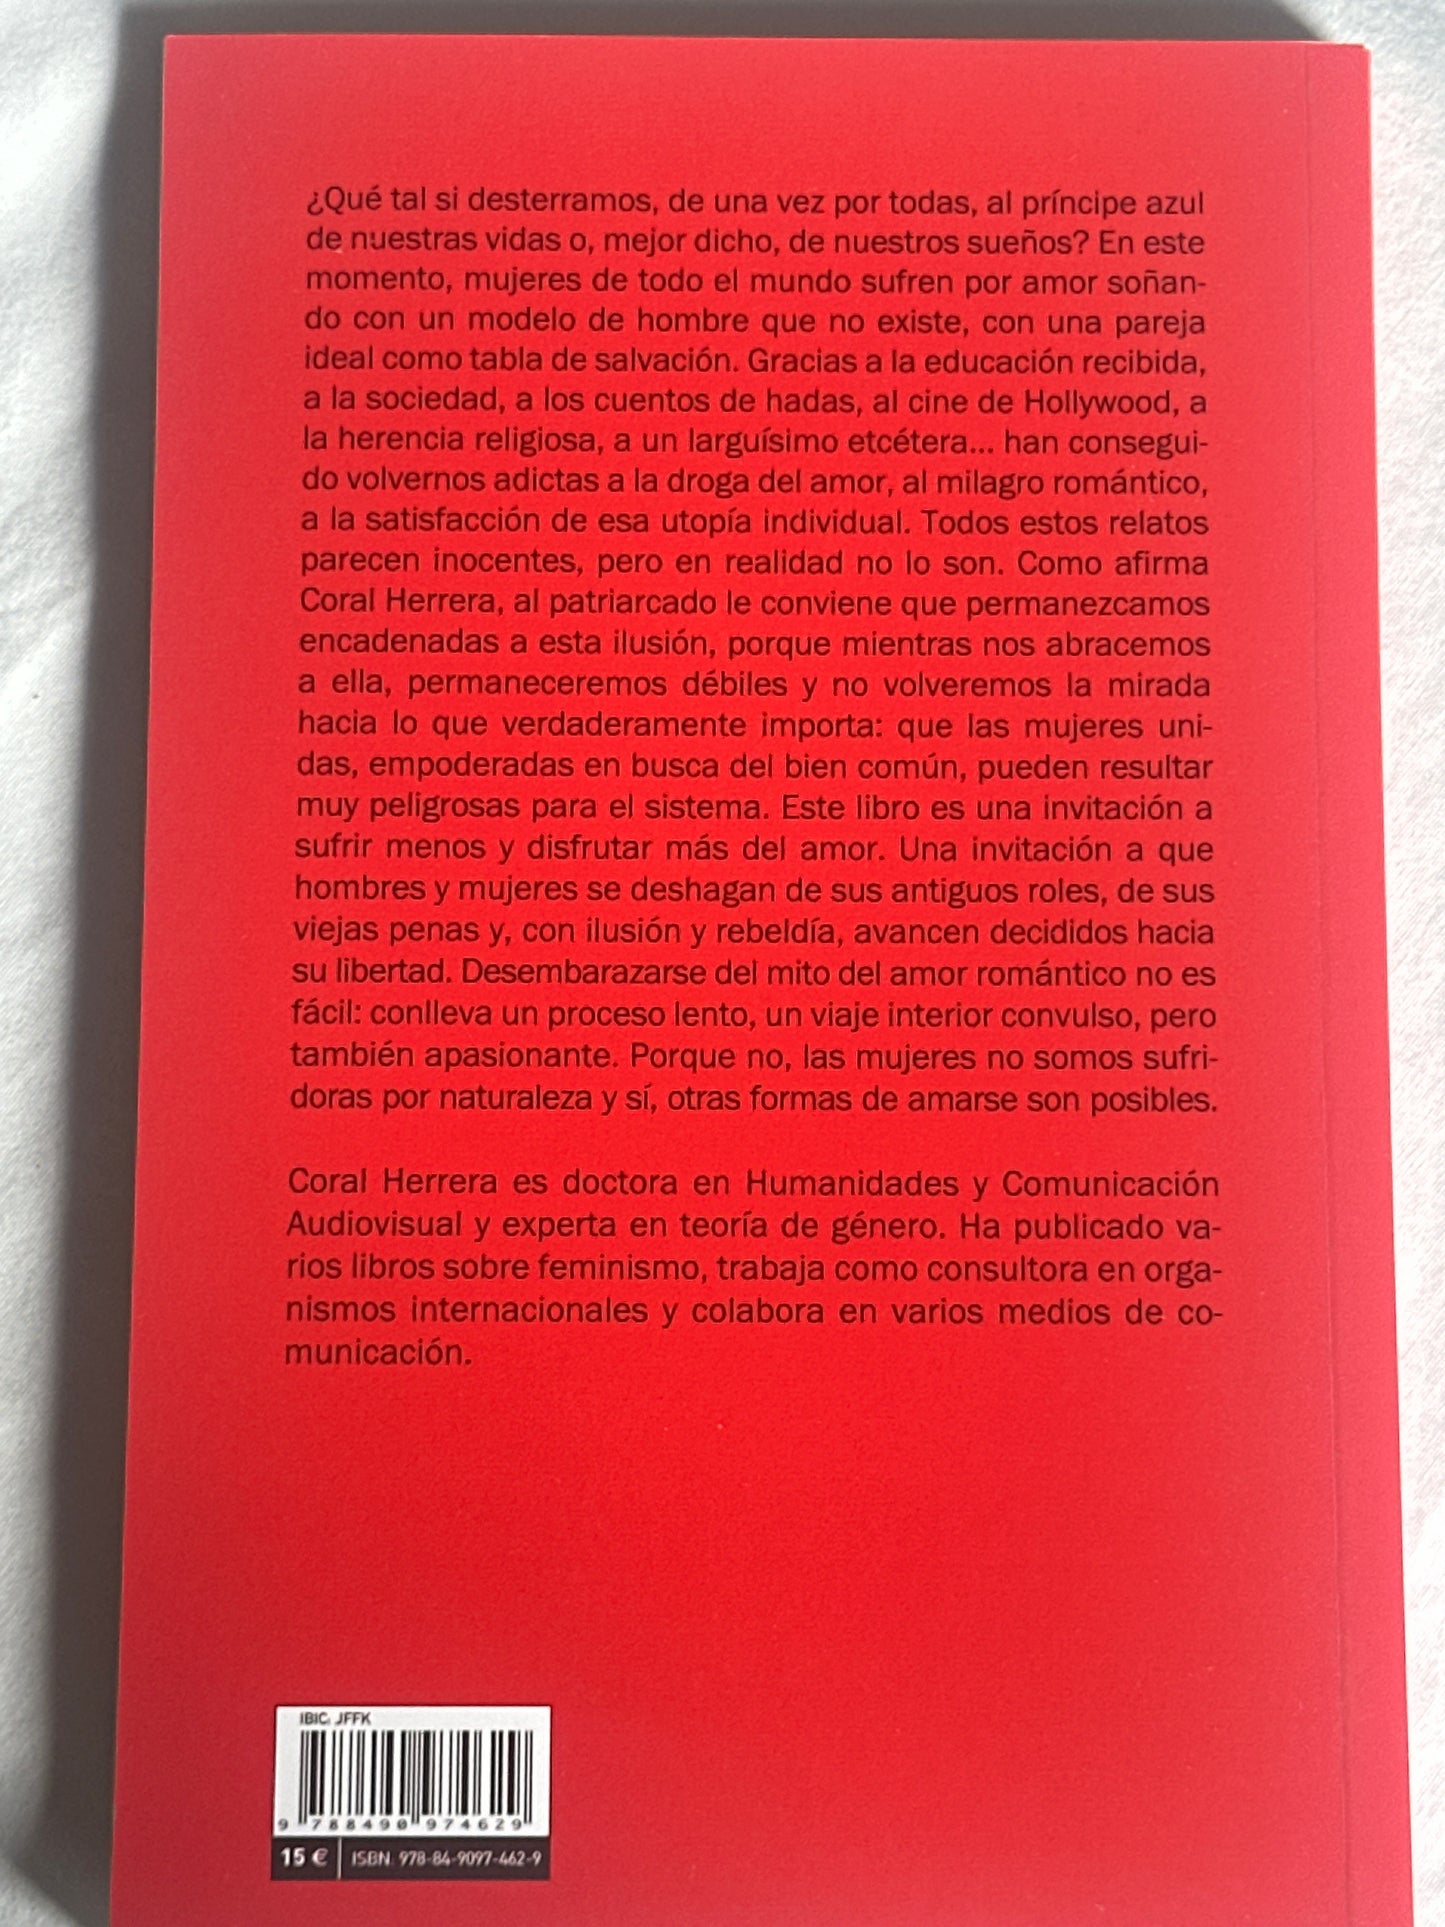 ¿Qué tal si desterramos, de una vez por todas, al príncipe azul
de nuestras vidas o, mejor dicho, de nuestros sueños? En este
momento, mujeres de todo el mundo sufren por amor soñan-
do con un modelo de hombre que no existe, con una pareja
ideal como tabla de salvación. Gracias a la educación recibida,
a la sociedad, a los cuentos de hadas, al cine de Hollywood, a
la herencia religiosa, a un larguísimo etcétera... han consegui-
do volvernos adictas a la droga del amor, al milagro romántico,
a la satisfacción de esa utopía individual. Todos estos relatos
parecen inocentes, pero en realidad no lo son. Como afirma
Coral Herrera, al patriarcado le conviene que permanezcamos
encadenadas a esta ilusión, porque mientras nos abracemos
a ella, permaneceremos débiles y no volveremos la mirada
hacia lo que verdaderamente importa: que las mujeres uni-
das, empoderadas en busca del bien común, pueden resultar
muy peligrosas para el sistema. Este libro es una invitación a
sufrir menos y disfrutar más del amor. Una invitación a que
hombres y mujeres se deshagan de sus antiguos roles, de sus
viejas penas y, con ilusión y rebeldía, avancen decididos hacia
su libertad. Desembarazarse del mito del amor romántico no es
fácil: conlleva un proceso lento, un viaje interior convulso, pero
también apasionante. Porque no, las mujeres no somos sufri-
doras por naturaleza y sí, otras formas de amarse son posibles.
Coral Herrera es doctora en Humanidades y Comunicación
Audiovisual y experta en teoría de género. Ha publicado va-
rios libros sobre feminismo, trabaja como consultora en orga-
nismos internacionales y colabora en varios medios de co-
municación.
IBIC: JFFK
9 788490 974629
15 € ISBN 978-84-9097-462-9